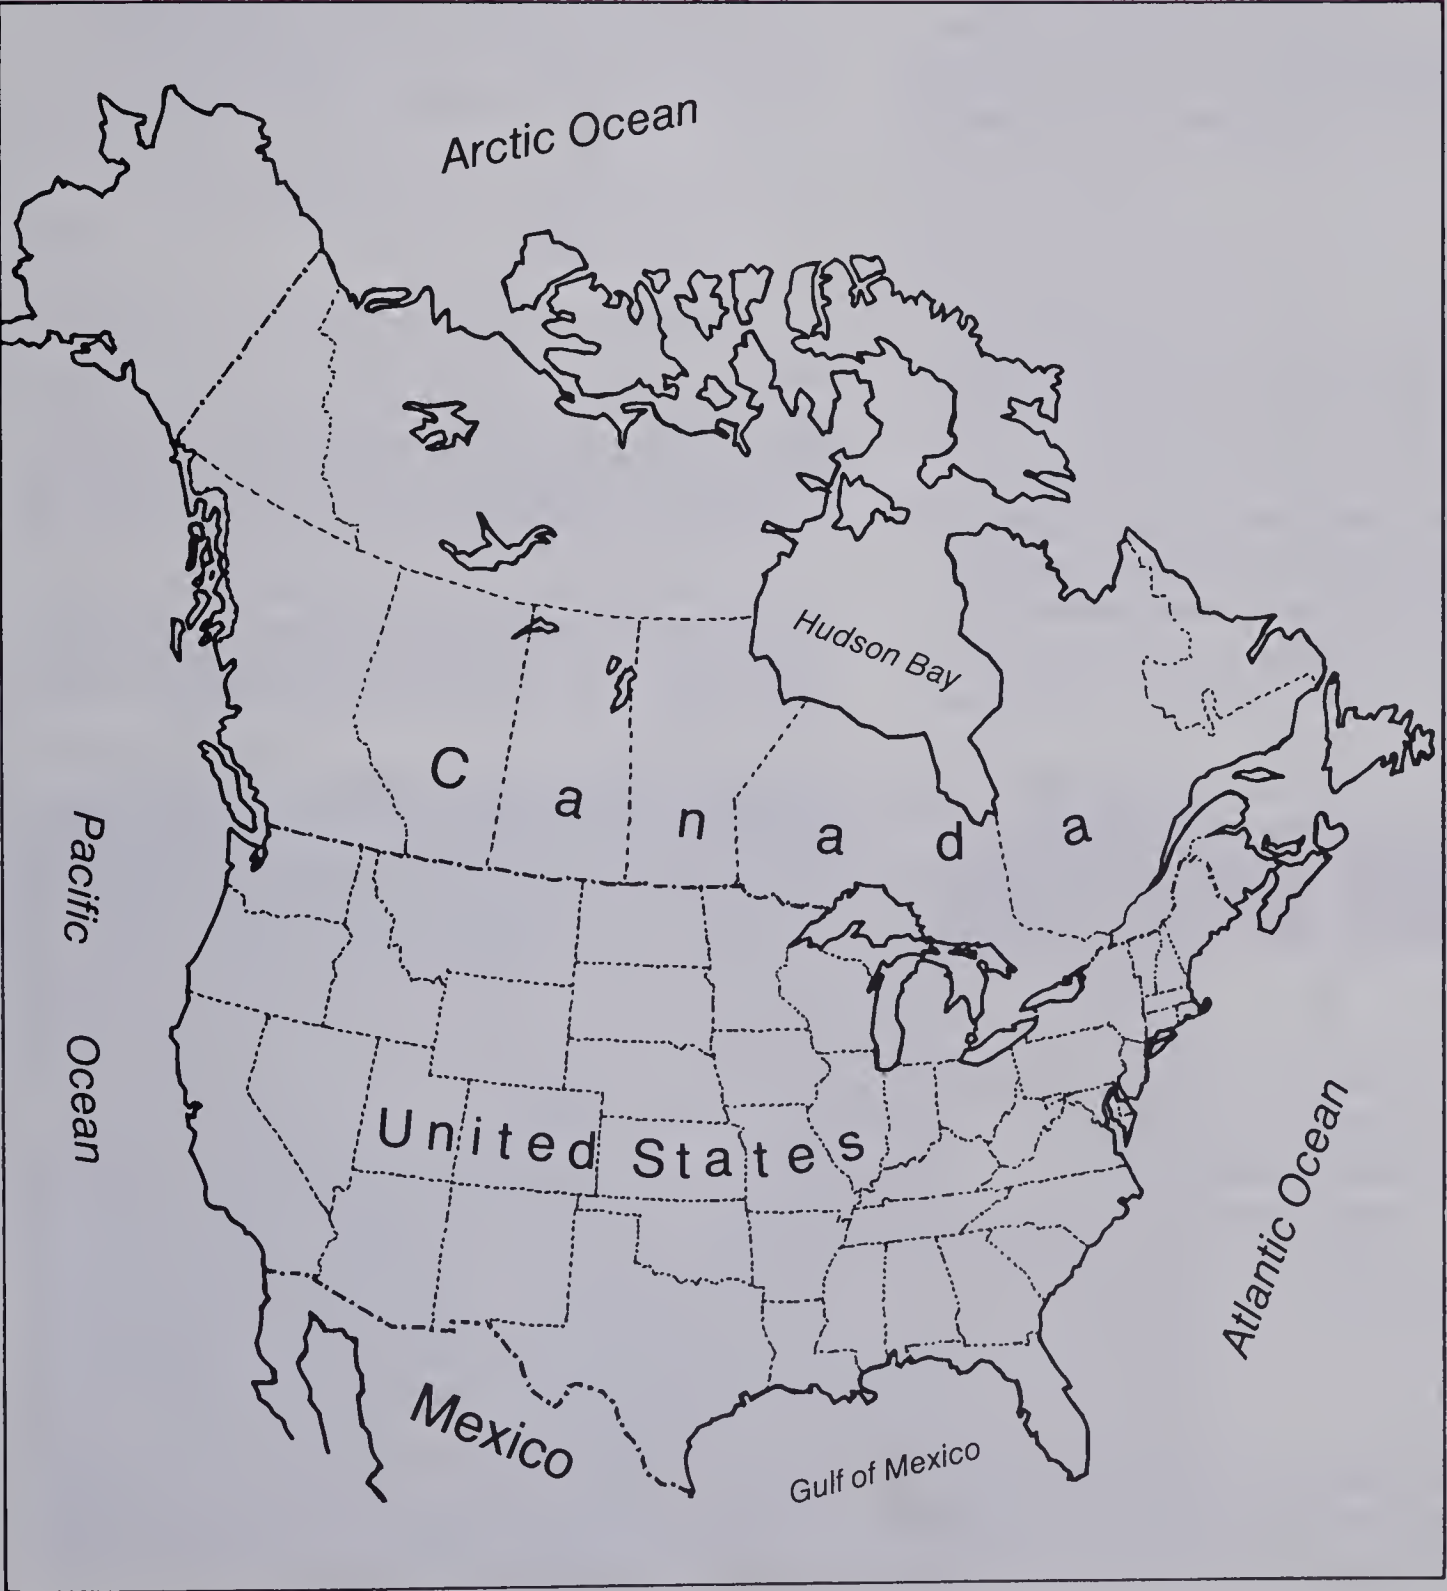 Arctic Ocean
Hudson Bay
Canada
Pacific Ocean
United States
Atlantic Ocean
Mexico
Gulf of Mexico